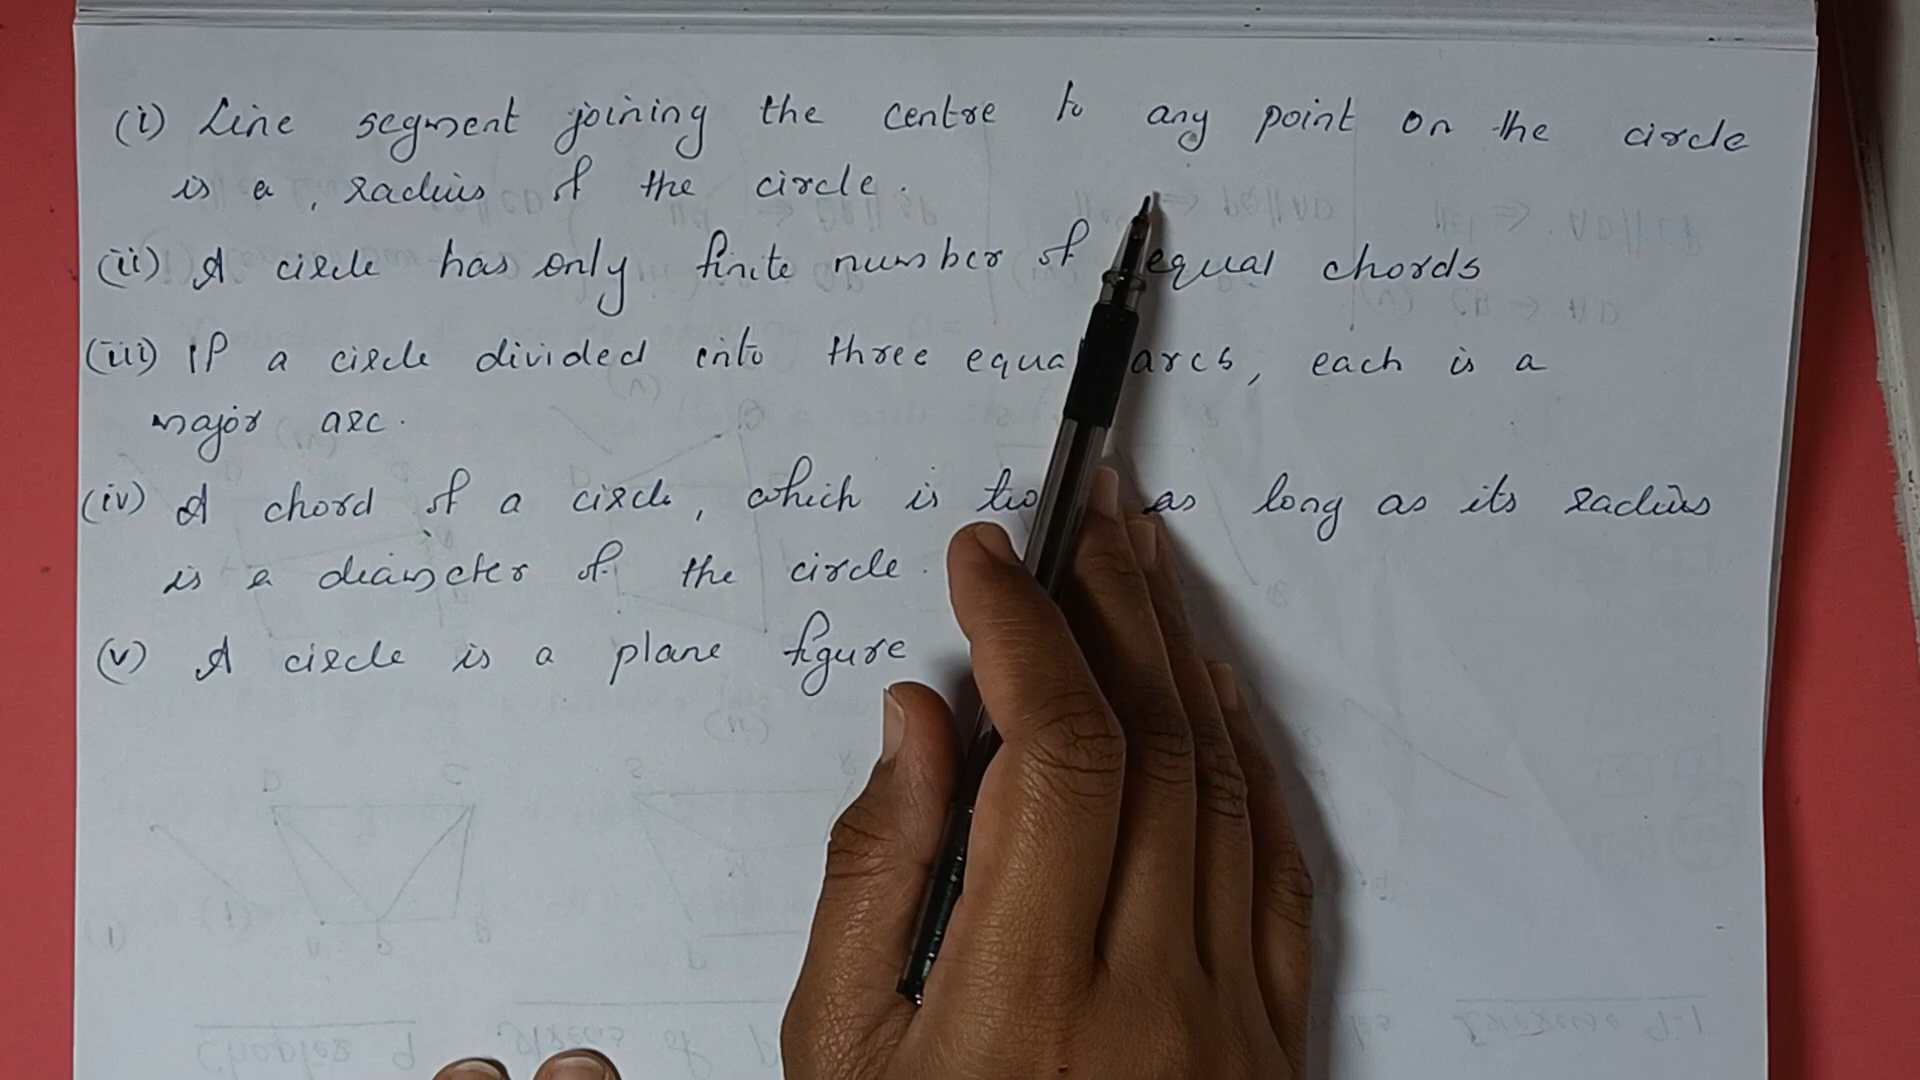 (i) Line segment joining the centre to any point on the circle
is a radius of the circle.
(ii) A circle has only finite number of equal chords
(iii) If a circle divided into three equal arcs, each is a
major arc.
(iv) A chord of a circle, which is as long as its radius
is a diameter of the circle.
(v) A circle is a plane figure